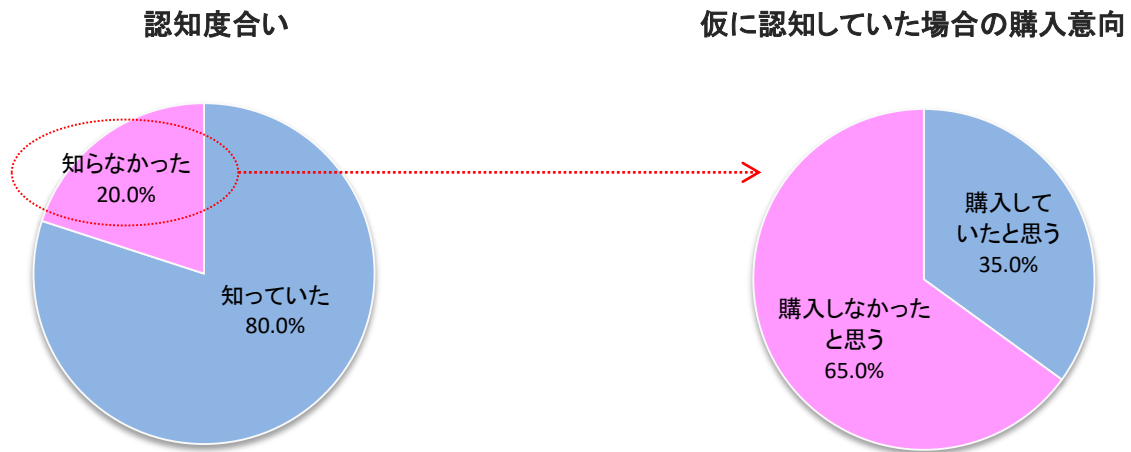 認知度合い
仮に認知していた場合の購入意向
知らなかった
20.0%
知っていた
80.0%
購入して
いたと思う
35.0%
購入しなかった
と思う
65.0%